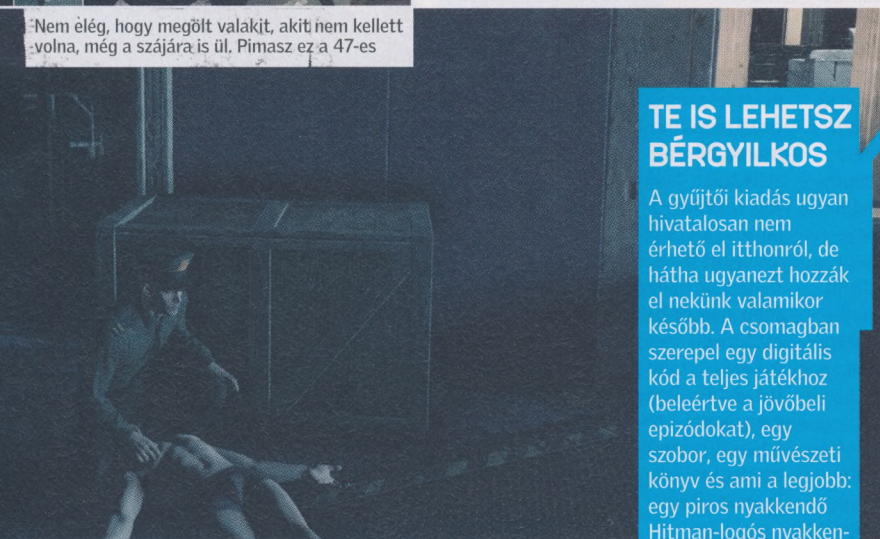 Nem elég, hogy megölt valakit, akit nem kellett
volna, még a szájára is ül. Pimasz ez a 47-es
TE IS LEHETSZ
BÉRGYILKOS
A gyűjtői kiadás ugyan
hivatalosan nem
érhető el itthonról, de
hátha ugyanezt hozzák
el nekünk valamikor
később. A csomagban
szerepel egy digitális
kód a teljes játékhoz
(beleértve a jövőbeli
epizódokat), egy
szobor, egy művészeti
könyv és ami a legjobb:
egy piros nyakkendő
Hitman-logós nyakken-